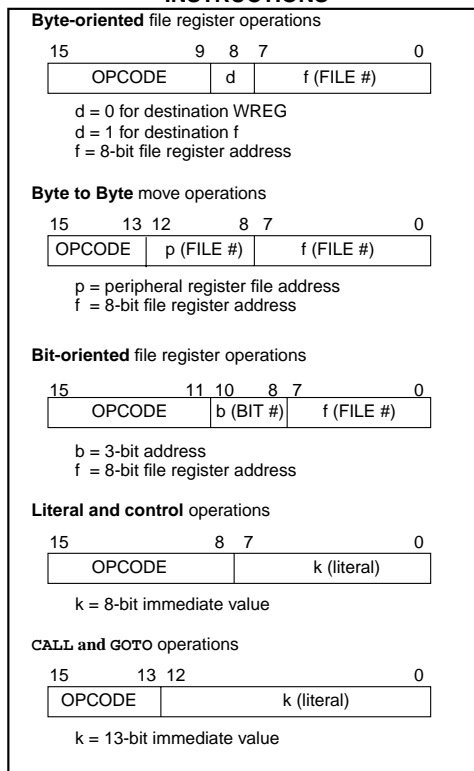 INSTRUCTIONS
Byte-oriented file register operations
15 9 8 7 0
OPCODE d f (FILE #)
d = 0 for destination WREG
d = 1 for destination f
f = 8-bit file register address
Byte to Byte move operations
15 13 12 8 7 0
OPCODE p (FILE #) f (FILE #)
p = peripheral register file address
f = 8-bit file register address
Bit-oriented file register operations
15 11 10 8 7 0
OPCODE b (BIT #) f (FILE #)
b = 3-bit address
f = 8-bit file register address
Literal and control operations
15 8 7 0
OPCODE k (literal)
k = 8-bit immediate value
CALL and GOTO operations
15 13 12 0
OPCODE k (literal)
k = 13-bit immediate value